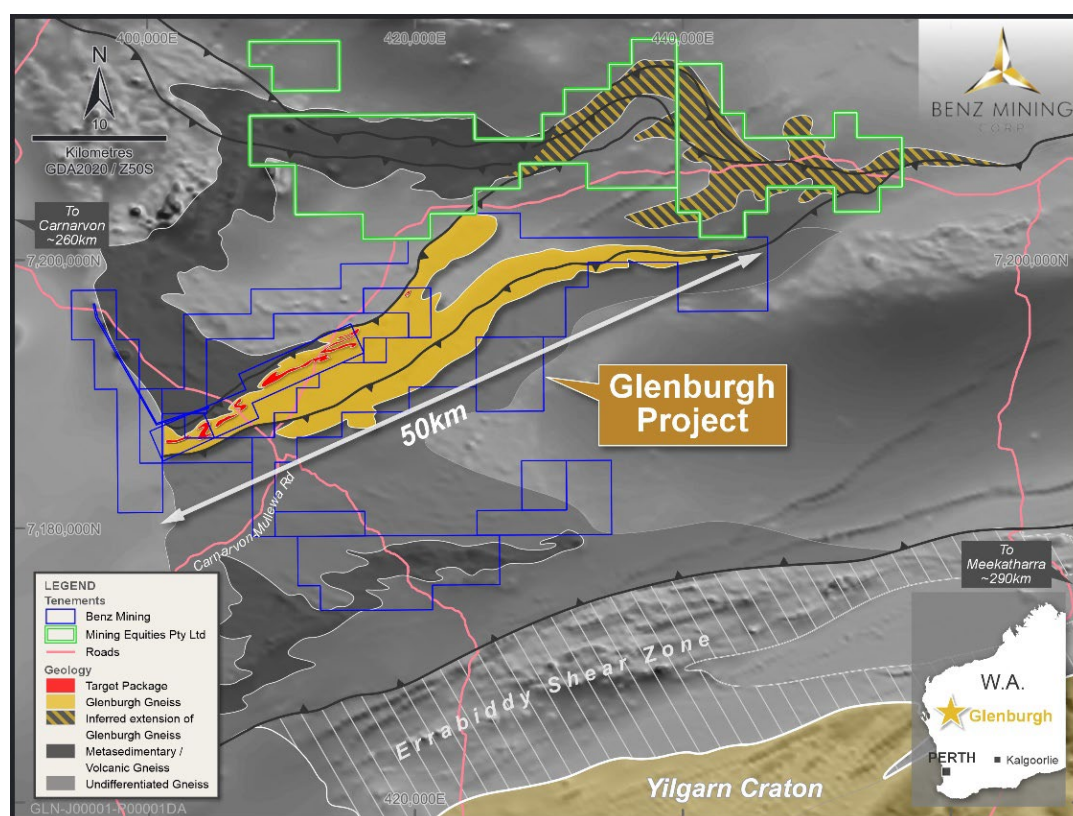 400,000E
420,000E
440,000E
N
10
Kilometres
GDA2020 / Z50S
BENZ MINING
CORP
To
Carnarvon
~260km
7,200,000N
7,200,000N
Glenburgh
Project
50km
Carnarvon-Mullewa Rd
7,180,000N
To
Meekatharra
~290km
Errabiddy Shear Zone
Yilgarn Craton
LEGEND
Tenements
Benz Mining
Mining Equities Pty Ltd
Roads
Geology
Target Package
Glenburgh Gneiss
Inferred extension of
Glenburgh Gneiss
Metasedimentary /
Volcanic Gneiss
Undifferentiated Gneiss
W.A.
Glenburgh
PERTH
Kalgoorlie
GLN-J00001-P00001DA
420,000E